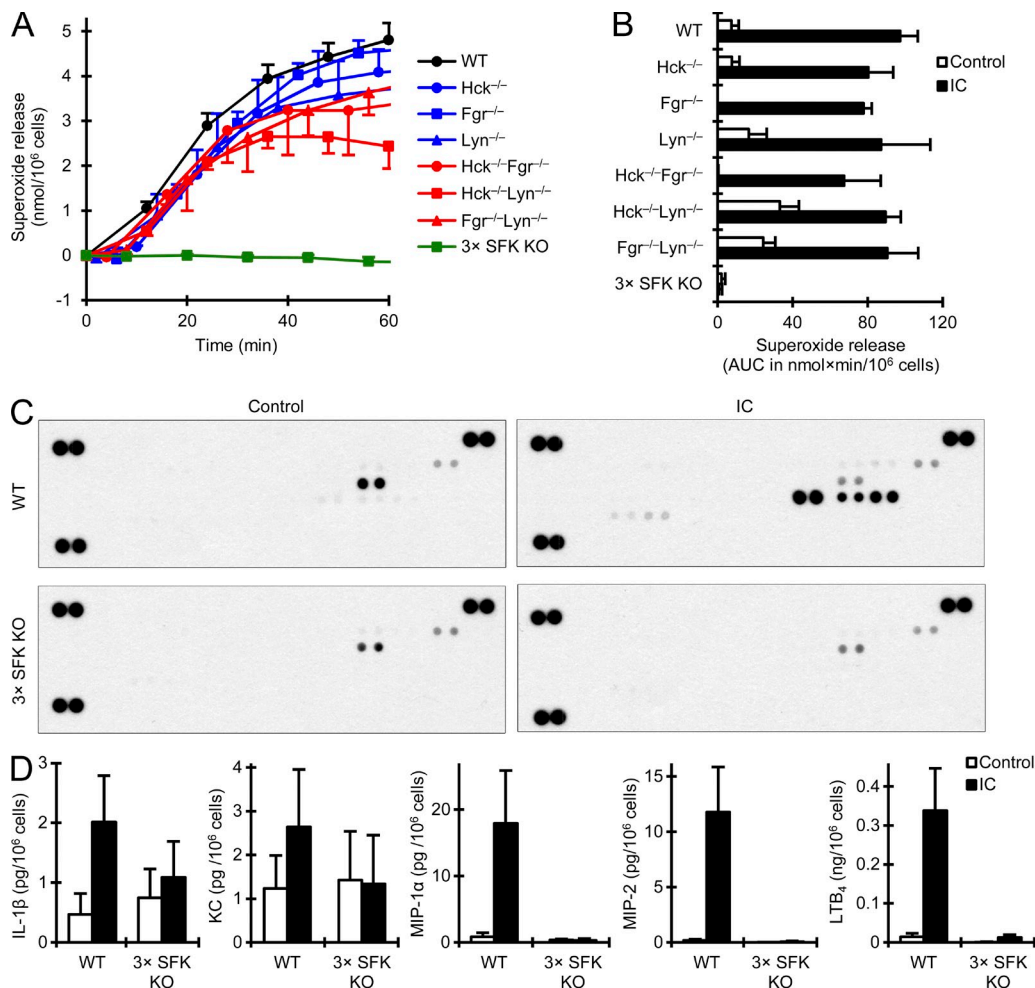 A
Superoxide release
(nmol/10⁶ cells)
5
4
3
2
1
0
-1
0
20
40
60
Time (min)
WT
Hck⁻/⁻
Fgr⁻/⁻
Lyn⁻/⁻
Hck⁻/⁻Fgr⁻/⁻
Hck⁻/⁻Lyn⁻/⁻
Fgr⁻/⁻Lyn⁻/⁻
3× SFK KO
B
WT
Hck⁻/⁻
Fgr⁻/⁻
Lyn⁻/⁻
Hck⁻/⁻Fgr⁻/⁻
Hck⁻/⁻Lyn⁻/⁻
Fgr⁻/⁻Lyn⁻/⁻
3× SFK KO
Control
IC
0
40
80
120
Superoxide release
(AUC in nmol×min/10⁶ cells)
C
Control
IC
WT
3× SFK KO
D
IL-1β (pg/10⁶ cells)
3
2
1
0
WT
3× SFK
KO
KC (pg /10⁶ cells)
4
3
2
1
0
WT
3× SFK
KO
MIP-1α (pg /10⁶ cells)
20
10
0
WT
3× SFK
KO
MIP-2 (pg/10⁶ cells)
15
10
5
0
WT
3× SFK
KO
LTB₄ (ng/10⁶ cells)
0.4
0.3
0.2
0.1
0
WT
3× SFK
KO
Control
IC